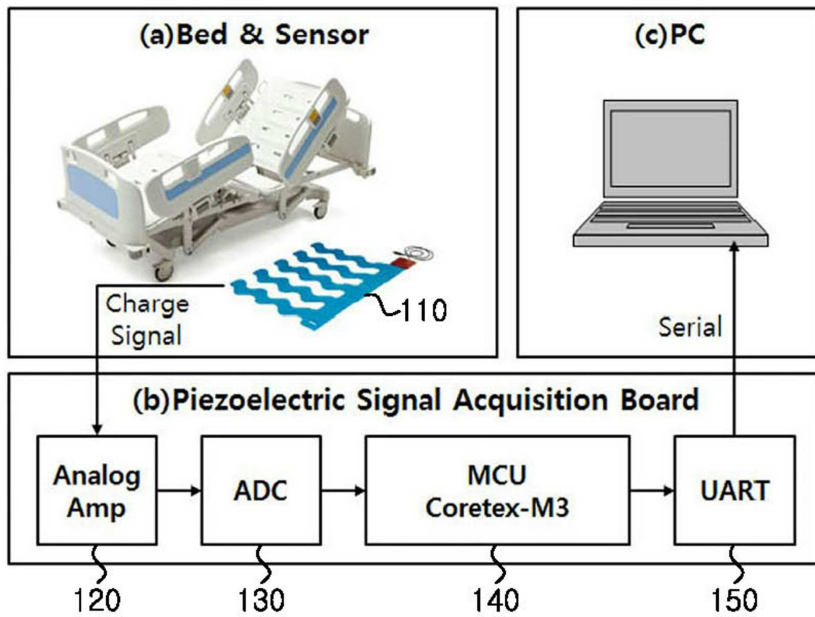 (a)Bed & Sensor
(c)PC
110
Charge
Signal
Serial
(b)Piezoelectric Signal Acquisition Board
Analog
Amp
ADC
MCU
Coretex-M3
UART
120
130
140
150